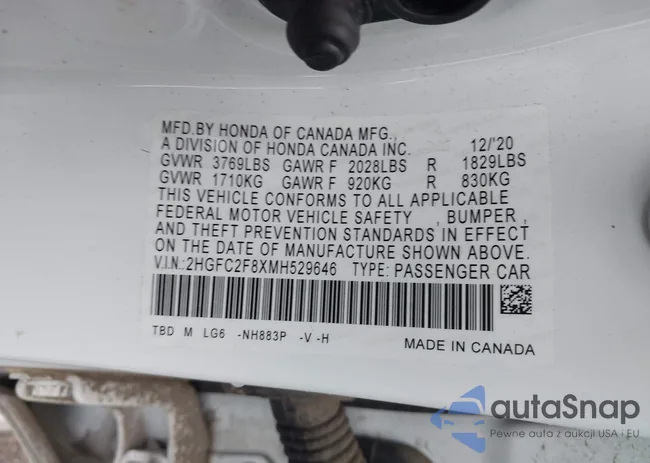 MFD.BY HONDA OF CANADA MFG.,
A DIVISION OF HONDA CANADA INC. 12/'20
GVWR 3769LBS GAWR F 2028LBS R 1829LBS
GVWR 1710KG GAWR F 920KG R 830KG
THIS VEHICLE CONFORMS TO ALL APPLICABLE
FEDERAL MOTOR VEHICLE SAFETY , BUMPER ,
AND THEFT PREVENTION STANDARDS IN EFFECT
ON THE DATE OF MANUFACTURE SHOWN ABOVE.
V.I.N.:2HGFC2F8XMH529646 TYPE: PASSENGER CAR
TBD M LG6 -NH883P -V -H
MADE IN CANADA
autaSnap
Pewne auta z aukcji USA i EU